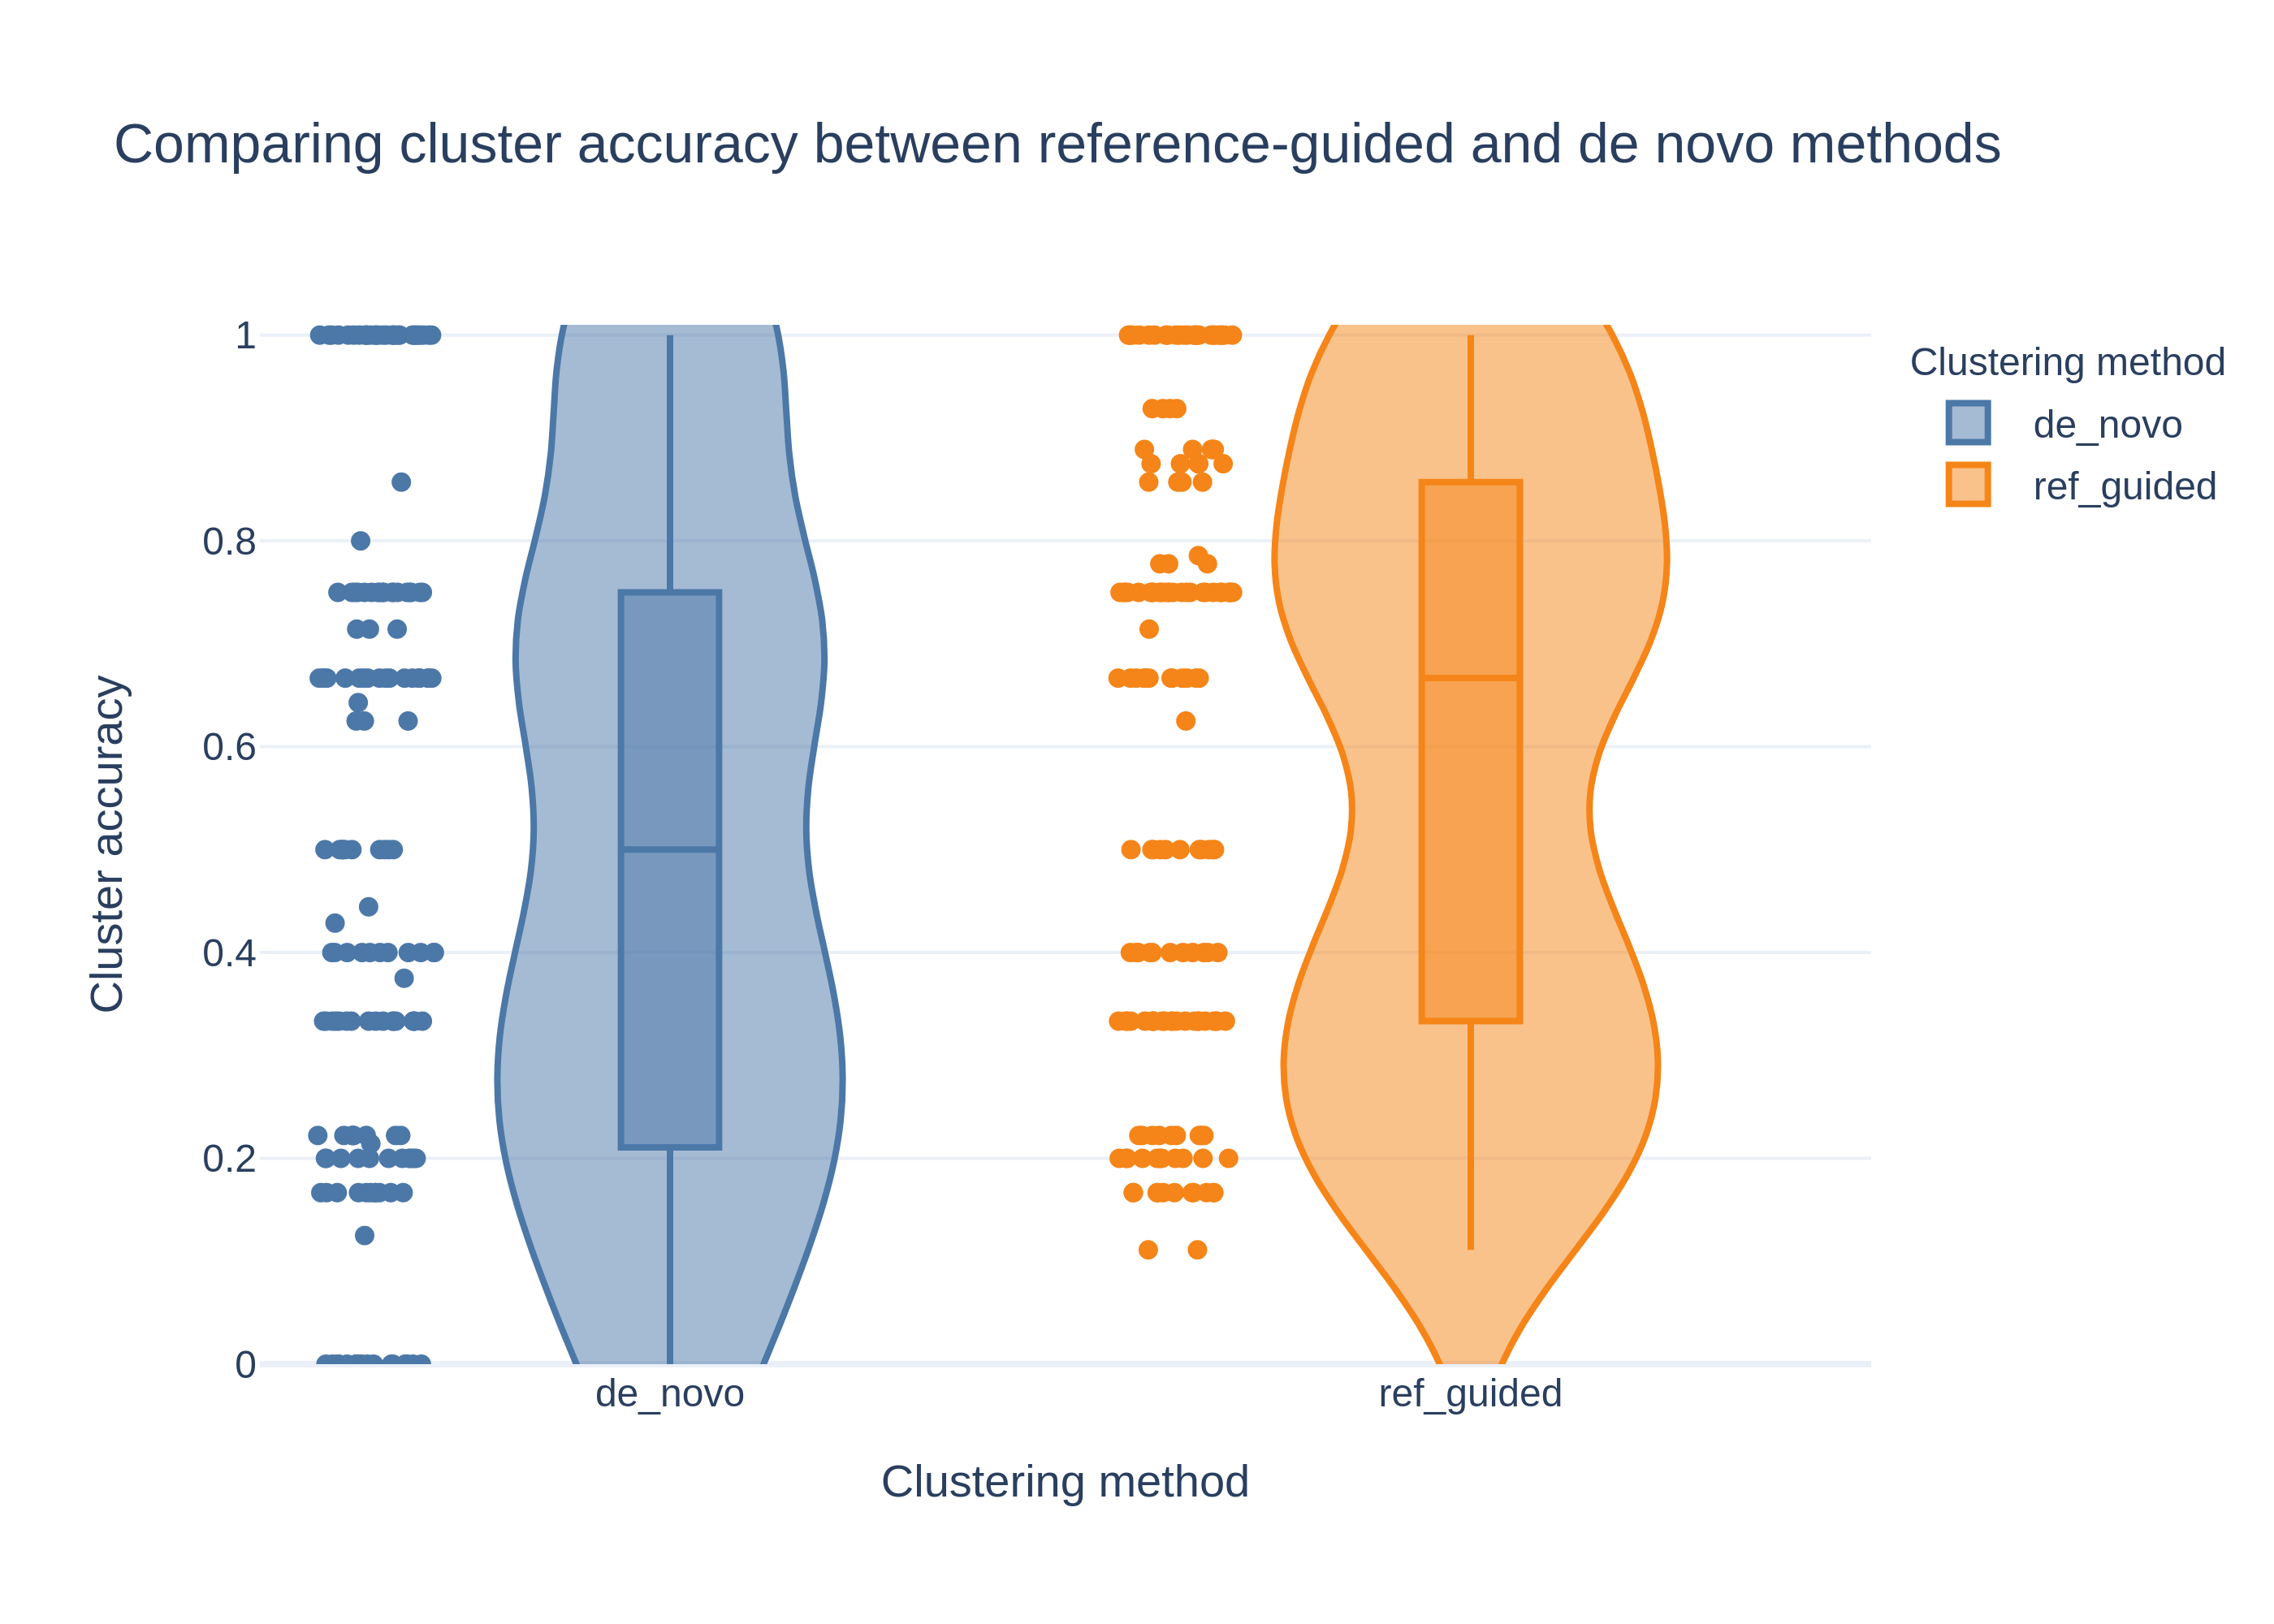 Comparing cluster accuracy between reference-guided and de novo methods
Clustering method
de_novo
ref_guided
Cluster accuracy
1
0.8
0.6
0.4
0.2
0
de_novo
ref_guided
Clustering method